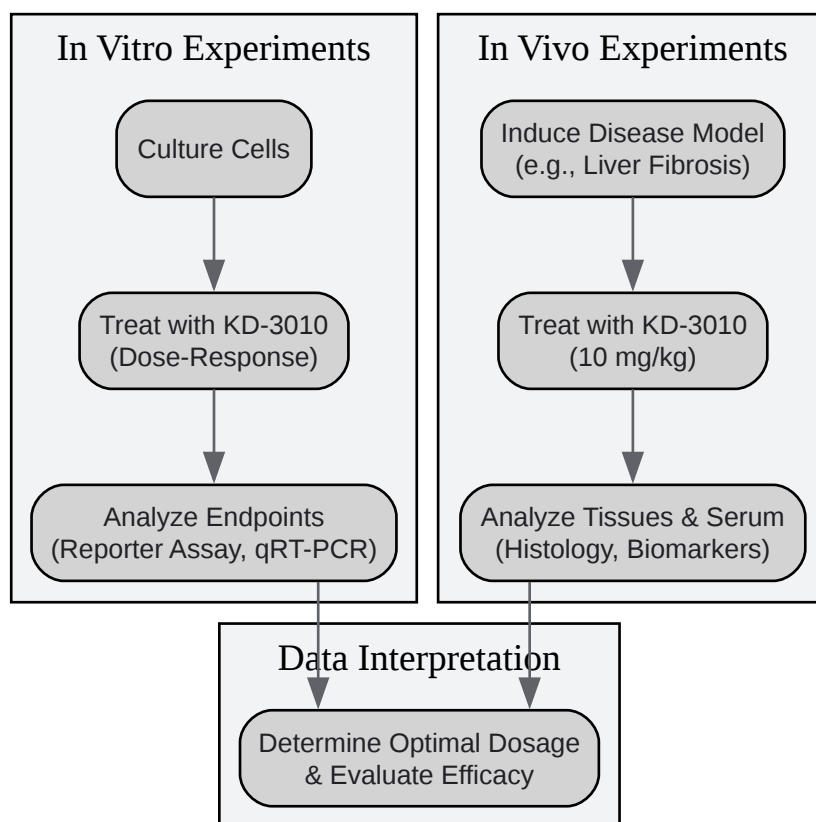 In Vitro Experiments
Culture Cells
Treat with KD-3010
(Dose-Response)
Analyze Endpoints
(Reporter Assay, qRT-PCR)
In Vivo Experiments
Induce Disease Model
(e.g., Liver Fibrosis)
Treat with KD-3010
(10 mg/kg)
Analyze Tissues & Serum
(Histology, Biomarkers)
Data Interpretation
Determine Optimal Dosage
& Evaluate Efficacy